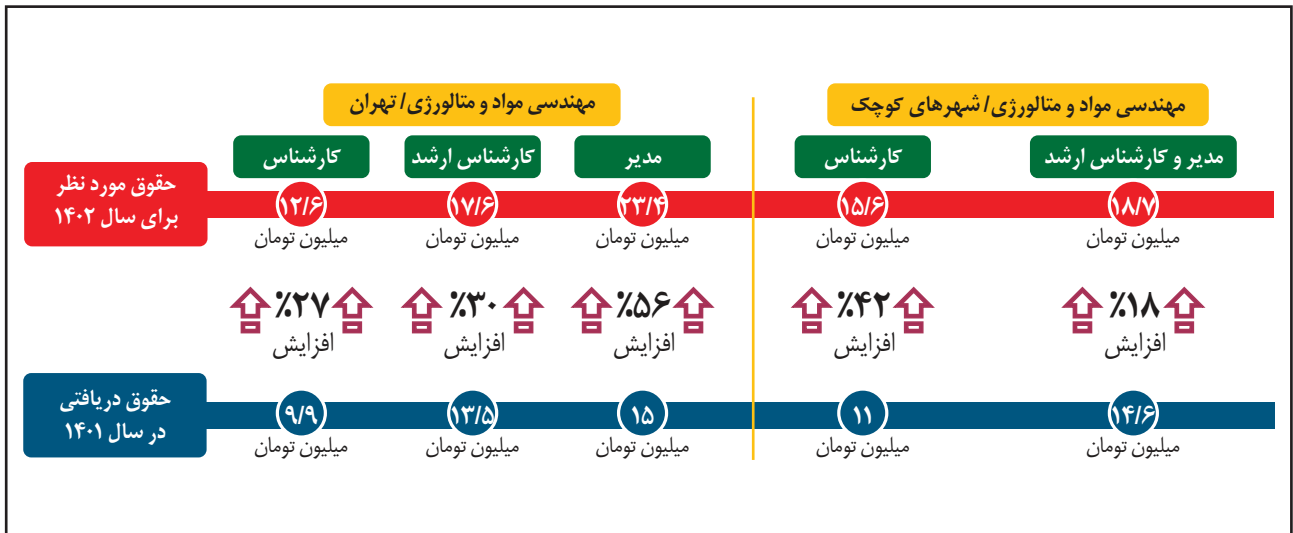 مهندسی مواد و متالورژی/ شهرهای کوچک
مهندسی مواد و متالورژی/ تهران
مدیر و کارشناس ارشد
کارشناس
مدیر
کارشناس ارشد
کارشناس
حقوق مورد نظر
برای سال ۱۴۰۲
۱۸/۷
۱۵/۶
۲۳/۴
۱۷/۶
۱۲/۶
میلیون تومان
میلیون تومان
میلیون تومان
میلیون تومان
میلیون تومان
٪۱۸
٪۴۲
٪۵۶
٪۳۰
٪۲۷
افزایش
افزایش
افزایش
افزایش
افزایش
حقوق دریافتی
در سال ۱۴۰۱
۱۴/۶
۱۱
۱۵
۱۳/۵
۹/۹
میلیون تومان
میلیون تومان
میلیون تومان
میلیون تومان
میلیون تومان